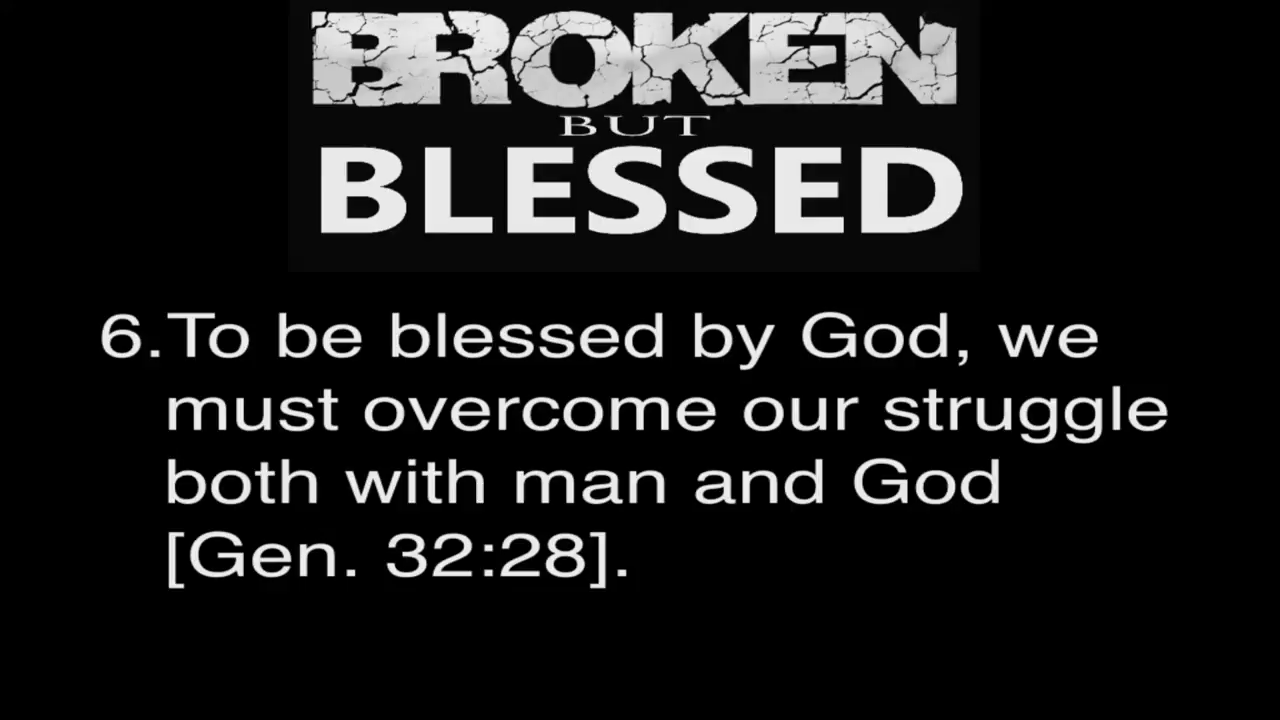 BROKEN
BUT
BLESSED
6.To be blessed by God, we
must overcome our struggle
both with man and God
[Gen. 32:28].